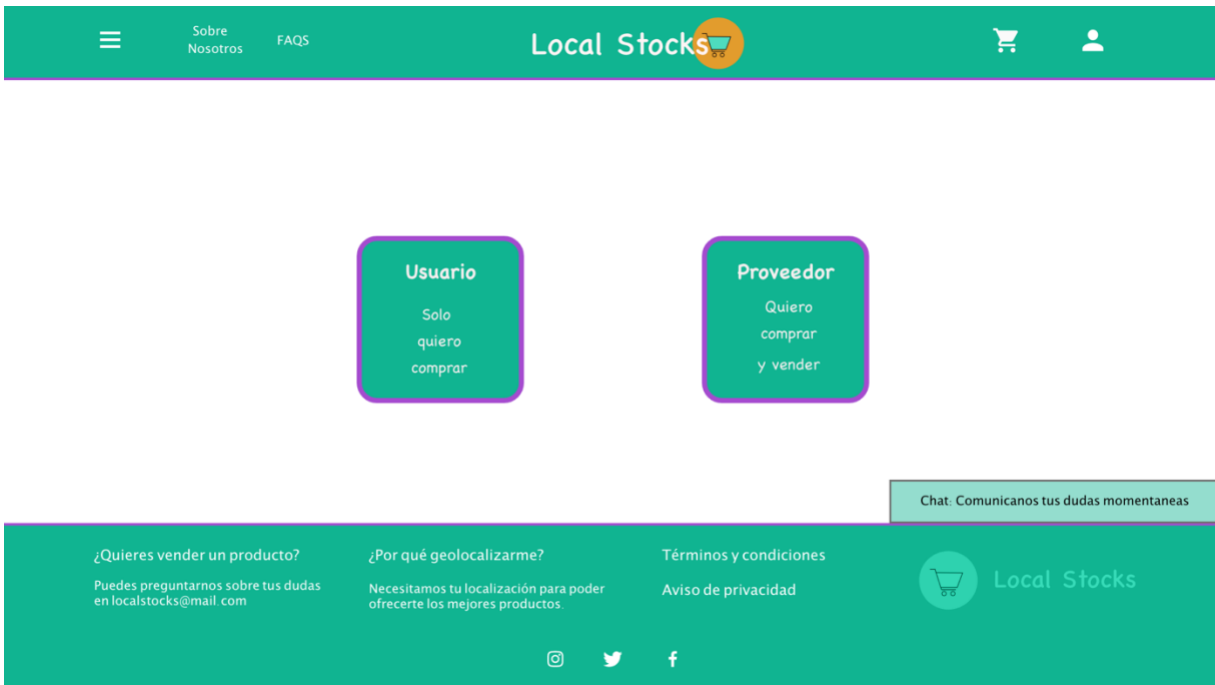 Sobre
Nosotros
FAQS
Local Stocks
Usuario
Solo
quiero
comprar
Proveedor
Quiero
comprar
y vender
Chat: Comunicanos tus dudas momentaneas
¿Quieres vender un producto?
Puedes preguntarnos sobre tus dudas
en localstocks@mail.com
¿Por qué geolocalizarme?
Necesitamos tu localización para poder
ofrecerte los mejores productos.
Términos y condiciones
Aviso de privacidad
Local Stocks